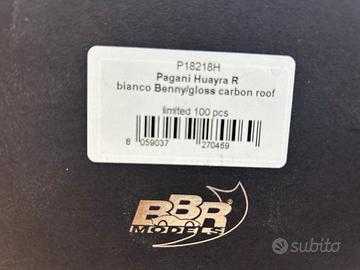 P18218H
Pagani Huayra R
bianco Benny/gloss carbon roof
limited 100 pcs
8 059037 270469
BBR
MODELS
subito